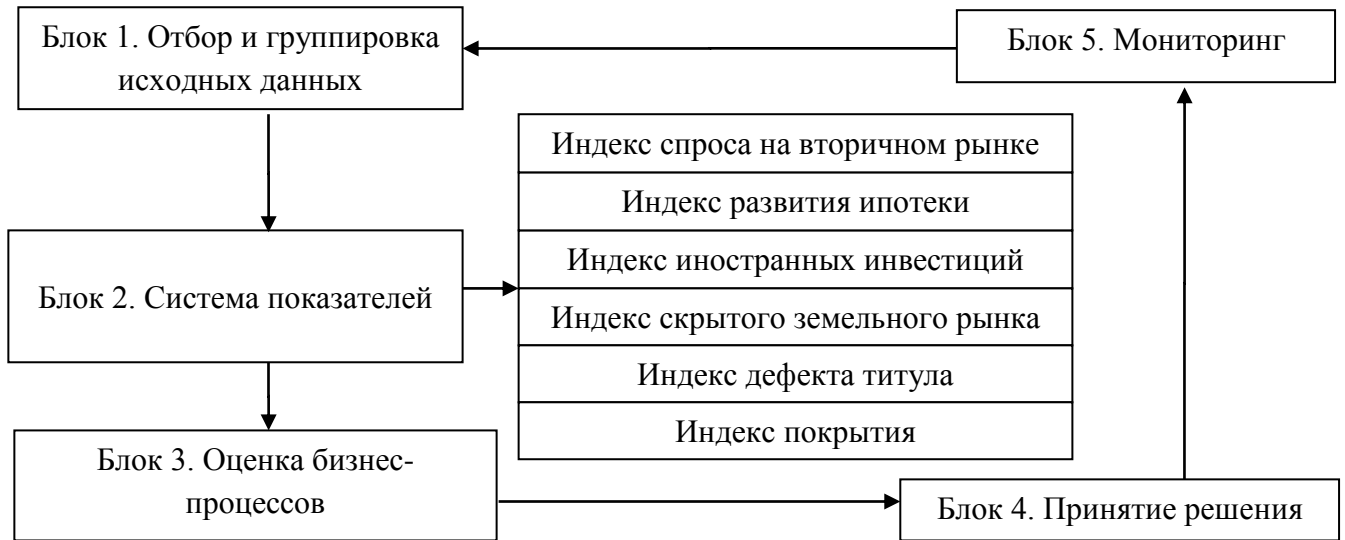 Блок 1. Отбор и группировка
исходных данных
Блок 5. Мониторинг
Индекс спроса на вторичном рынке
Индекс развития ипотеки
Индекс иностранных инвестиций
Индекс скрытого земельного рынка
Индекс дефекта титула
Индекс покрытия
Блок 2. Система показателей
Блок 3. Оценка бизнес-
процессов
Блок 4. Принятие решения